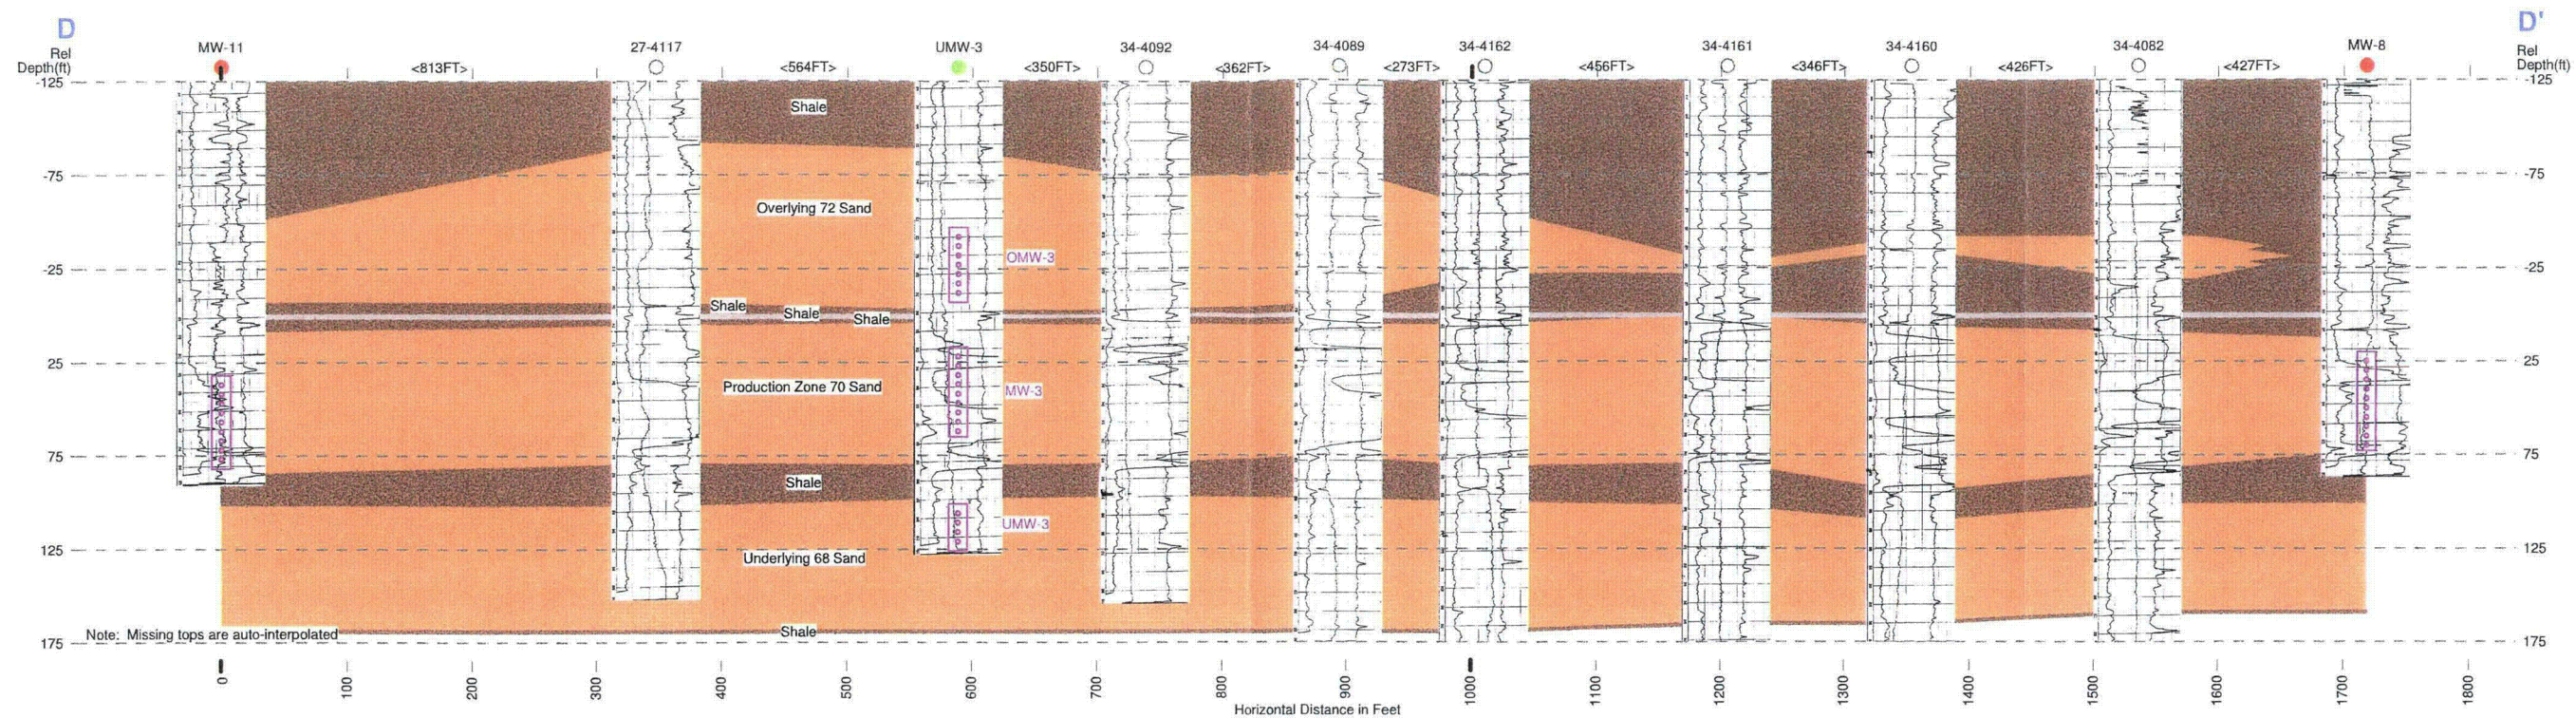 D
D'
MW-11
27-4117
UMW-3
34-4092
34-4089
34-4162
34-4161
34-4160
34-4082
MW-8
Rel
Depth(ft)
Rel
Depth(ft)
<813FT>
<564FT>
<350FT>
<362FT>
<273FT>
<456FT>
<346FT>
<426FT>
<427FT>
-125
-125
Shale
-75
-75
Overlying 72 Sand
OMW-3
-25
-25
Shale
Shale
Shale
25
25
Production Zone 70 Sand
MW-3
75
75
Shale
UMW-3
125
125
Underlying 68 Sand
Shale
Note: Missing tops are auto-interpolated
175
175
0
100
200
300
400
500
600
700
800
900
1000
1100
1200
1300
1400
1500
1600
1700
1800
Horizontal Distance in Feet